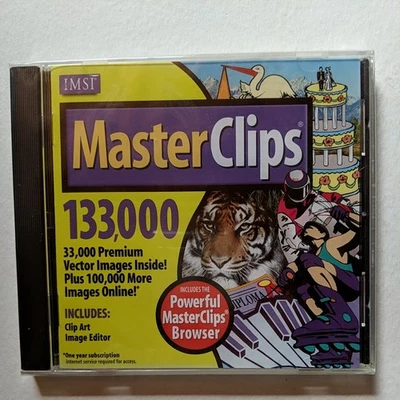 IMSI
MasterClips®
133,000
33,000 Premium
Vector Images Inside!
Plus 100,000 More
Images Online!*
INCLUDES:
Clip Art
Image Editor
*One year subscription
internet service required for access.
INCLUDES THE
Powerful
MasterClips®
Browser
DIPLOMA